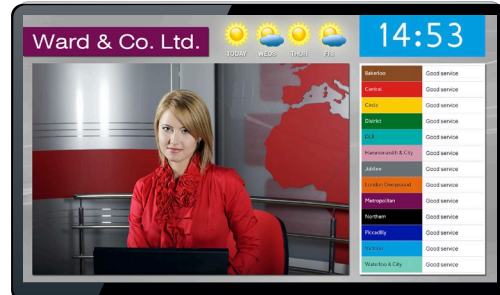 Ward & Co. Ltd.
TODAY WEDS THUR FRI
14:53
Bakerloo Good service
Central Good service
Circle Good service
District Good service
DLR Good service
Hammersmith & City Good service
Jubilee Good service
London Overground Good service
Metropolitan Good service
Northern Good service
Piccadilly Good service
Victoria Good service
Waterloo & City Good service